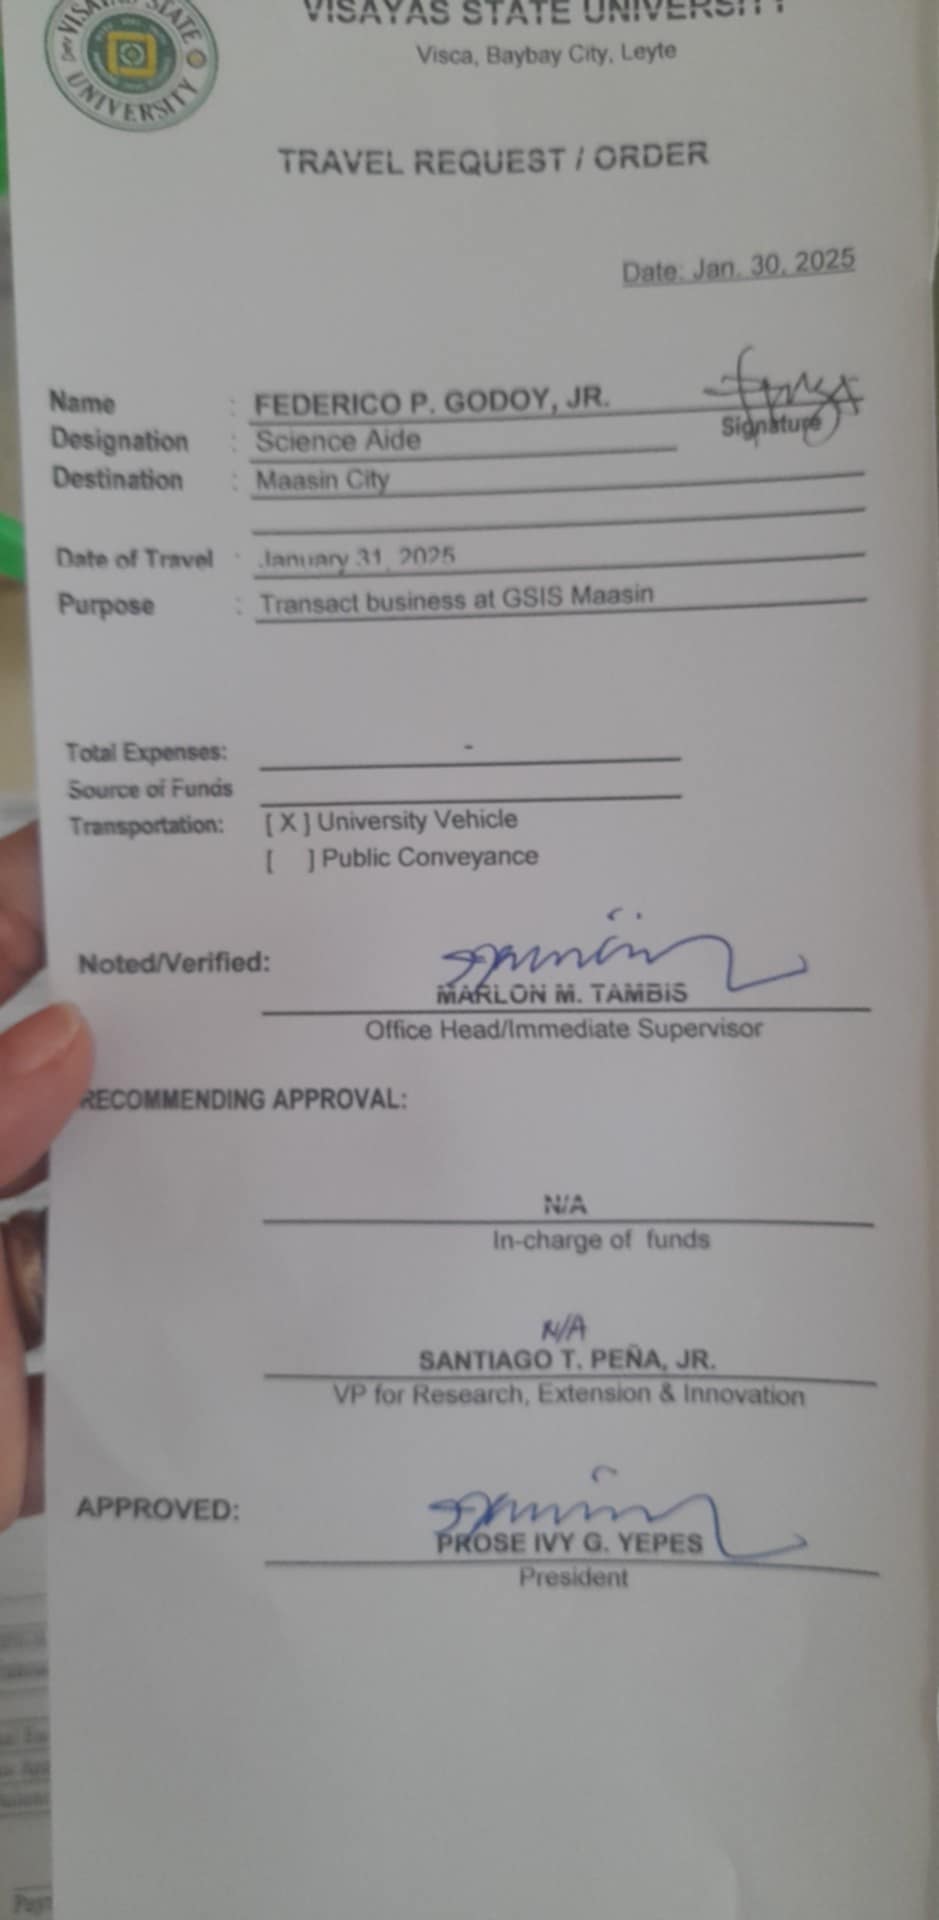 VISAYAS STATE UNIVERSITY
Visca, Baybay City, Leyte
TRAVEL REQUEST / ORDER
Date: Jan. 30, 2025
Name : FEDERICO P. GODOY, JR.
Signature
Designation : Science Aide
Destination : Maasin City
Date of Travel : January 31, 2025
Purpose : Transact business at GSIS Maasin
Total Expenses: -
Source of Funds
Transportation: [ X ] University Vehicle
[ ] Public Conveyance
Noted/Verified:
MARLON M. TAMBIS
Office Head/Immediate Supervisor
RECOMMENDING APPROVAL:
N/A
In-charge of funds
N/A
SANTIAGO T. PEÑA, JR.
VP for Research, Extension & Innovation
APPROVED:
PROSE IVY G. YEPES
President